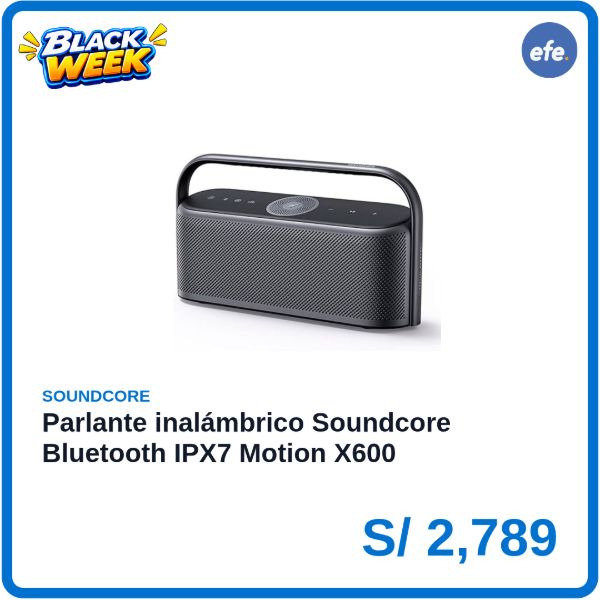 BLACK
WEEK
efe.
SOUNDCORE
Parlante inalámbrico Soundcore
Bluetooth IPX7 Motion X600
S/ 2,789